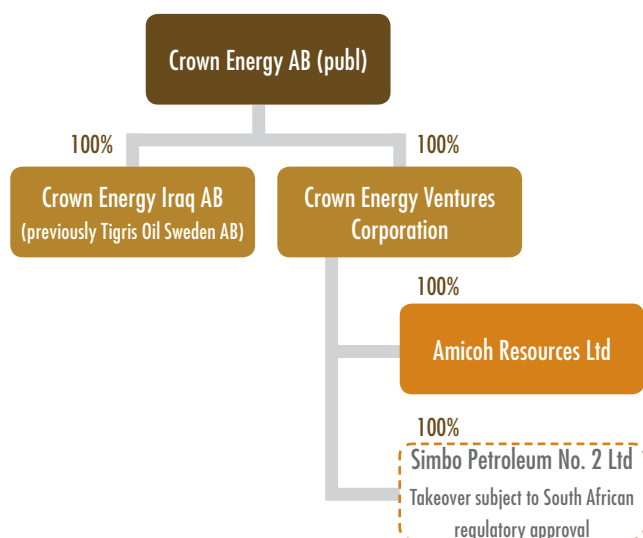 Crown Energy AB (publ)
100%
100%
Crown Energy Iraq AB
(previously Tigris Oil Sweden AB)
Crown Energy Ventures
Corporation
100%
Amicoh Resources Ltd
100%
Simbo Petroleum No. 2 Ltd
Takeover subject to South African
regulatory approval